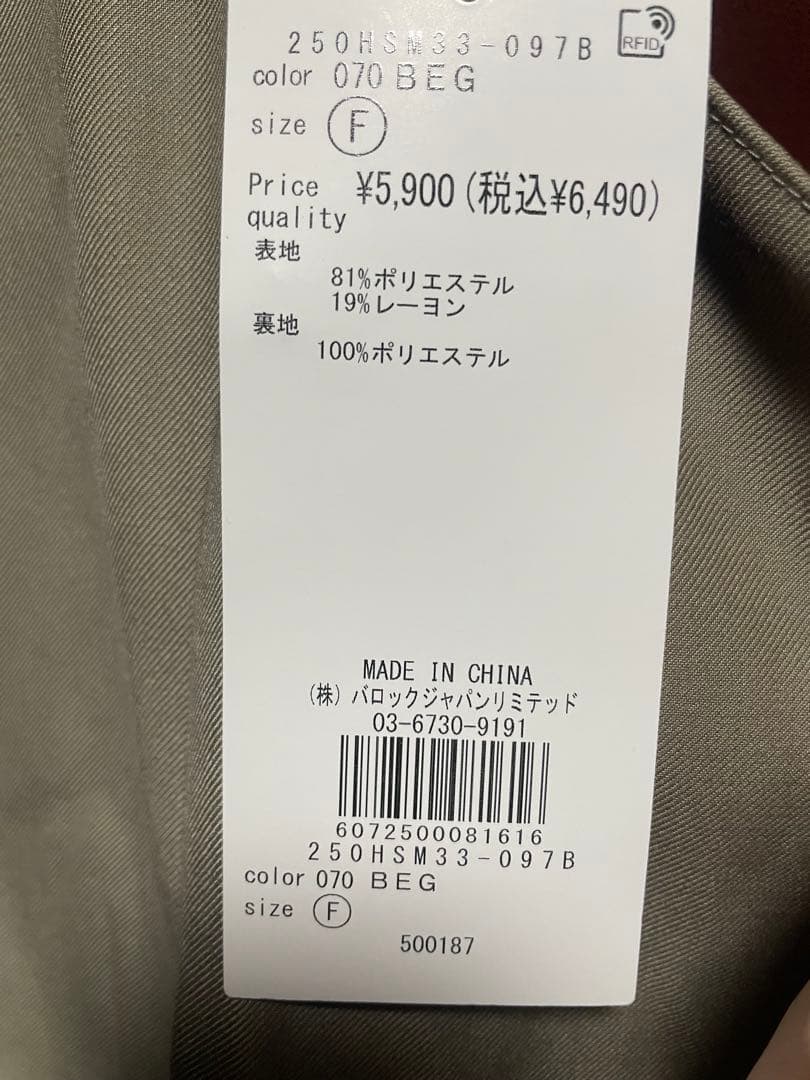 250HSM33-097B
RFID
color 070 BEG
size F
Price ¥5,900(税込¥6,490)
quality
表地
81%ポリエステル
19%レーヨン
裏地
100%ポリエステル
MADE IN CHINA
(株)バロックジャパンリミテッド
03-6730-9191
6072500081616
250HSM33-097B
color 070 BEG
size F
500187